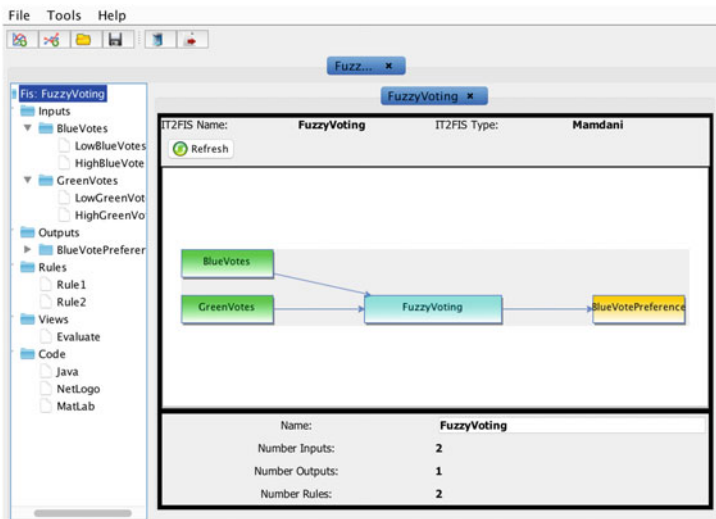 File Tools Help
Fuzz... ×
Fis: FuzzyVoting
Inputs
BlueVotes
LowBlueVotes
HighBlueVote
GreenVotes
LowGreenVot
HighGreenVo
Outputs
BlueVotePreferer
Rules
Rule1
Rule2
Views
Evaluate
Code
Java
NetLogo
MatLab
FuzzyVoting ×
IT2FIS Name: FuzzyVoting IT2FIS Type: Mamdani
Refresh
BlueVotes
GreenVotes FuzzyVoting BlueVotePreference
Name: FuzzyVoting
Number Inputs: 2
Number Outputs: 1
Number Rules: 2